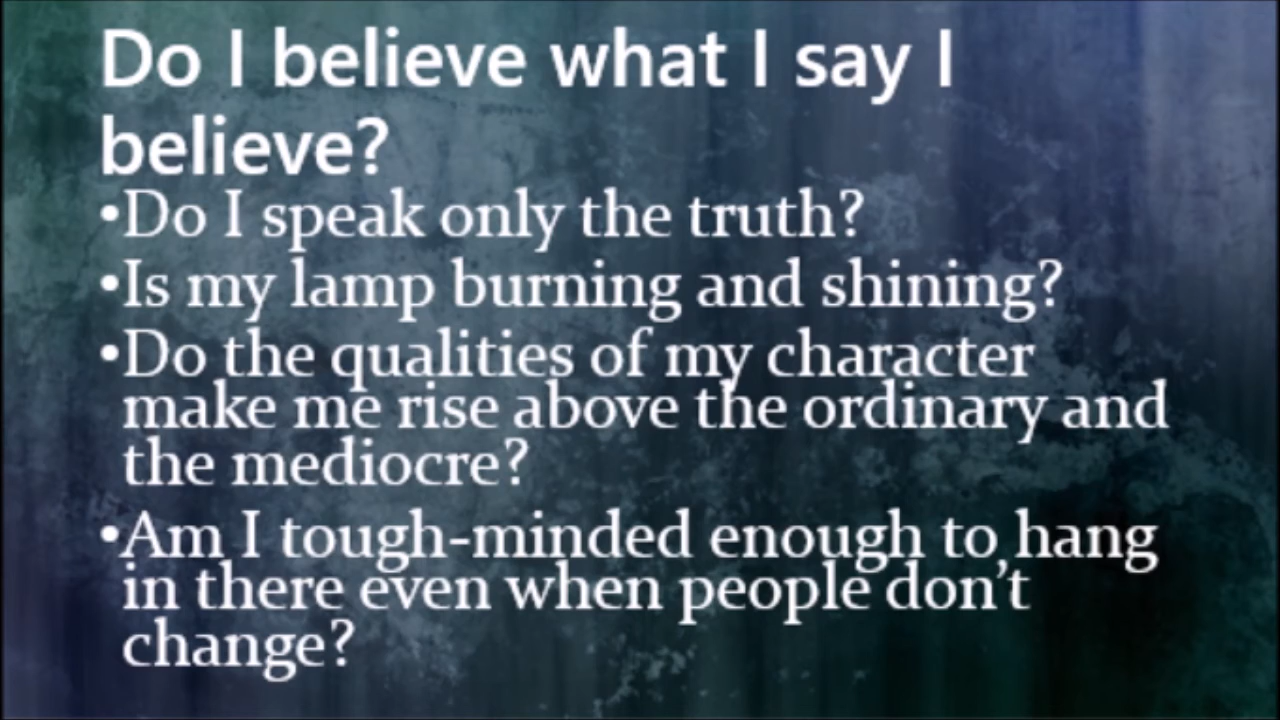 Do I believe what I say I
believe?
•Do I speak only the truth?
•Is my lamp burning and shining?
•Do the qualities of my character
make me rise above the ordinary and
the mediocre?
•Am I tough-minded enough to hang
in there even when people don’t
change?